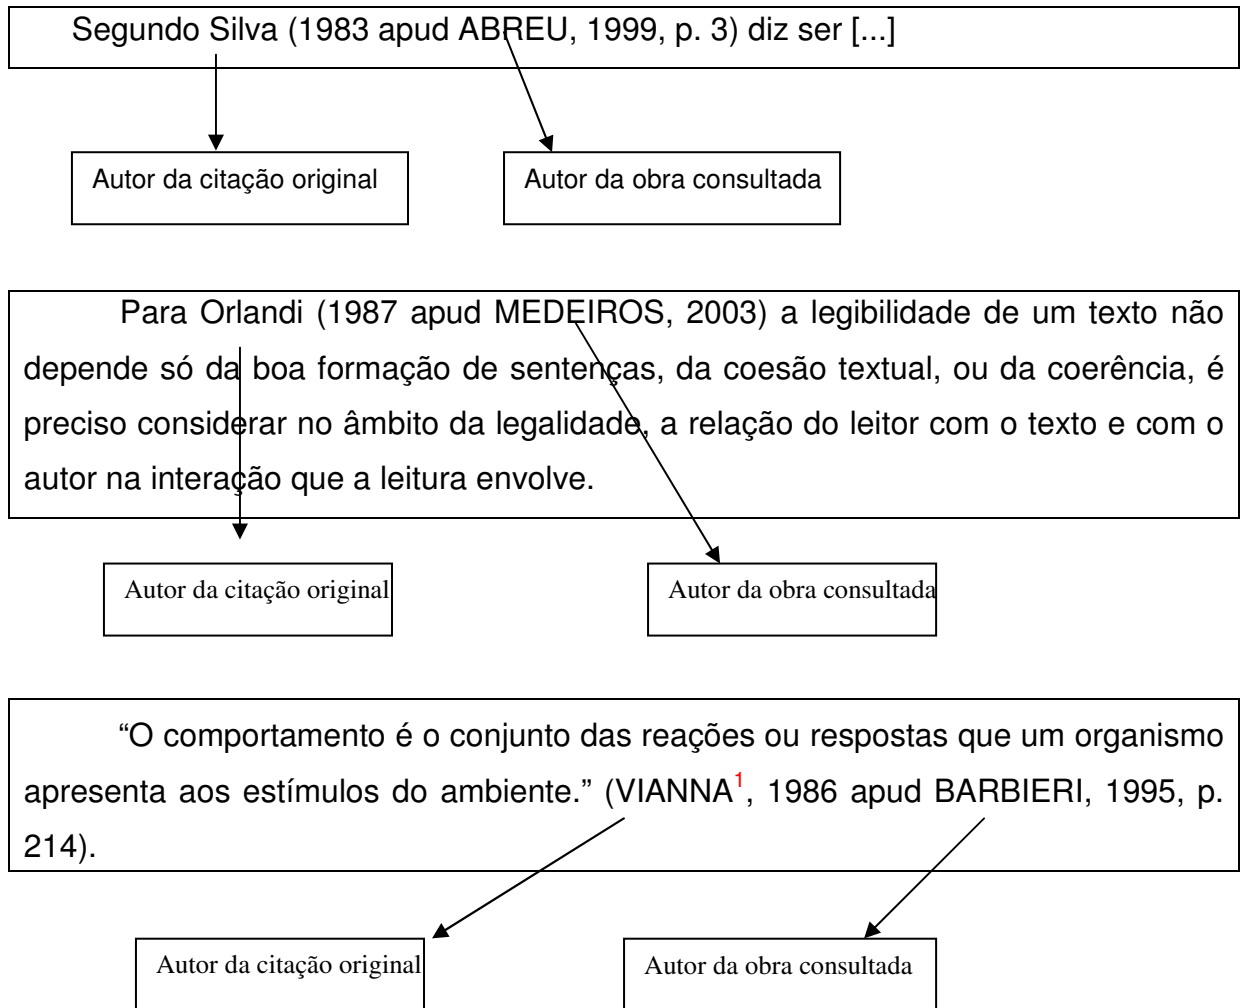 Segundo Silva (1983 apud ABREU, 1999, p. 3) diz ser [...]
Autor da citação original
Autor da obra consultada
Para Orlandi (1987 apud MEDEIROS, 2003) a legibilidade de um texto não
depende só da boa formação de sentenças, da coesão textual, ou da coerência, é
preciso considerar no âmbito da legalidade, a relação do leitor com o texto e com o
autor na interação que a leitura envolve.
Autor da citação original
Autor da obra consultada
“O comportamento é o conjunto das reações ou respostas que um organismo
apresenta aos estímulos do ambiente.” (VIANNA¹, 1986 apud BARBIERI, 1995, p.
214).
Autor da citação original
Autor da obra consultada